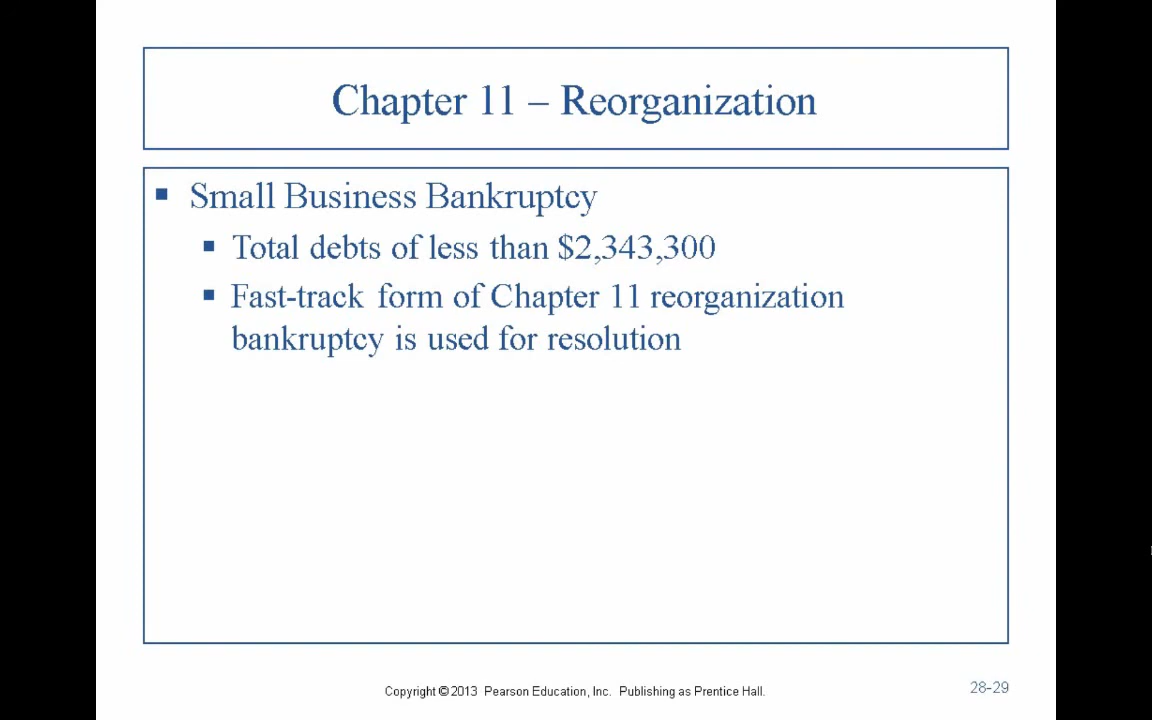 Chapter 11 – Reorganization
Small Business Bankruptcy
Total debts of less than $2,343,300
Fast-track form of Chapter 11 reorganization
bankruptcy is used for resolution
Copyright © 2013 Pearson Education, Inc. Publishing as Prentice Hall.
28-29